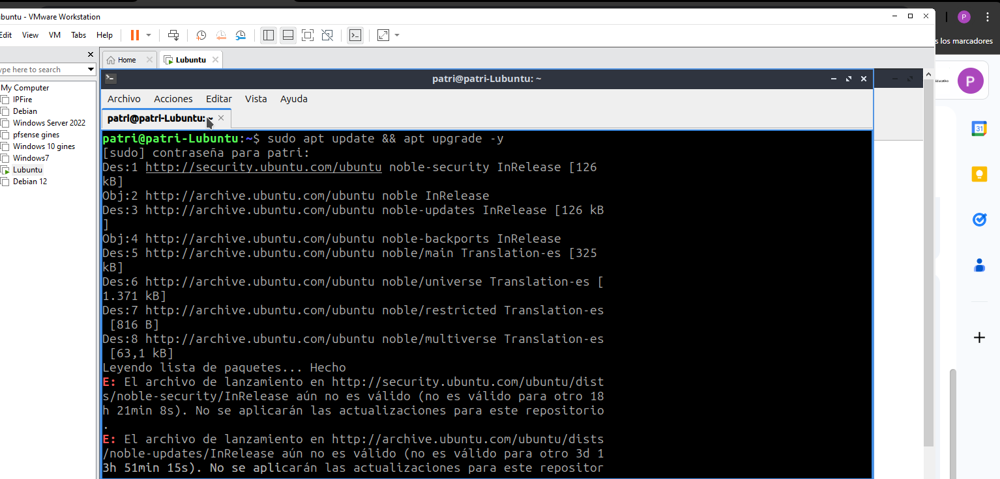 ubuntu - VMware Workstation
Edit View VM Tabs Help
P
s los marcadores
ype here to search
Home
Lubuntu
My Computer
IPFire
Debian
Windows Server 2022
pfsense gines
Windows 10 gines
Windows7
Lubuntu
Debian 12
patri@patri-Lubuntu: ~
Archivo Acciones Editar Vista Ayuda
patri@patri-Lubuntu: ~
patri@patri-Lubuntu:~$ sudo apt update && apt upgrade -y
[sudo] contraseña para patri:
Des:1 http://security.ubuntu.com/ubuntu noble-security InRelease [126
kB]
Obj:2 http://archive.ubuntu.com/ubuntu noble InRelease
Des:3 http://archive.ubuntu.com/ubuntu noble-updates InRelease [126 kB
]
Obj:4 http://archive.ubuntu.com/ubuntu noble-backports InRelease
Des:5 http://archive.ubuntu.com/ubuntu noble/main Translation-es [325
kB]
Des:6 http://archive.ubuntu.com/ubuntu noble/universe Translation-es [
1.371 kB]
Des:7 http://archive.ubuntu.com/ubuntu noble/restricted Translation-es
[816 B]
Des:8 http://archive.ubuntu.com/ubuntu noble/multiverse Translation-es
[63,1 kB]
Leyendo lista de paquetes... Hecho
E: El archivo de lanzamiento en http://security.ubuntu.com/ubuntu/dist
s/noble-security/InRelease aún no es válido (no es válido para otro 18
h 21min 8s). No se aplicarán las actualizaciones para este repositorio
.
E: El archivo de lanzamiento en http://archive.ubuntu.com/ubuntu/dists
/noble-updates/InRelease aún no es válido (no es válido para otro 3d 1
3h 51min 15s). No se aplicarán las actualizaciones para este repositor
Educativo
P
31